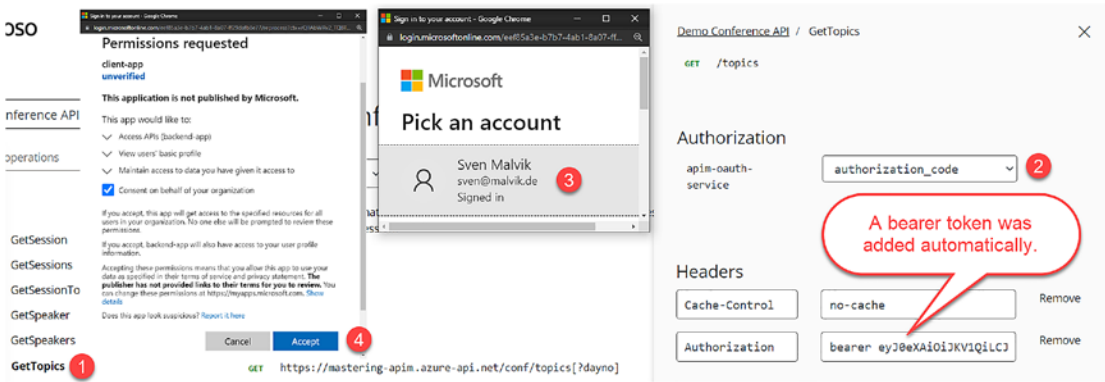 OSO
nference API
operations
GetSession
GetSessions
GetSessionTo
GetSpeaker
GetSpeakers
GetTopics
1
Sign in to your account - Google Chrome
Permissions requested
client-app
unverified
This application is not published by Microsoft.
This app would like to:
Access APIs (backend-app)
View users' basic profile
Maintain access to data you have given it access to
Consent on behalf of your organization
If you accept, this app will get access to the specified resources for all
users in your organization. No one else will be prompted to review these
permissions.
If you accept, backend-app will also have access to your user profile
information.
Accepting these permissions means that you allow this app to use your
data as specified in their terms of service and privacy statement. The
publisher has not provided links to their terms for you to review. You
can change these permissions at https://myapps.microsoft.com. Show
details
Does this app look suspicious? Report it here
Cancel
Accept
4
GET https://mastering-apim.azure-api.net/conf/topics[?dayno]
Sign in to your account - Google Chrome
Microsoft
Pick an account
Sven Malvik
sven@malvik.de
Signed in
3
Demo Conference API / GetTopics
GET /topics
Authorization
apim-oauth-
service
authorization_code
2
A bearer token was
added automatically.
Headers
Cache-Control
no-cache
Remove
Authorization
bearer eyJ0eXAiOiJKV1QiLCJ
Remove